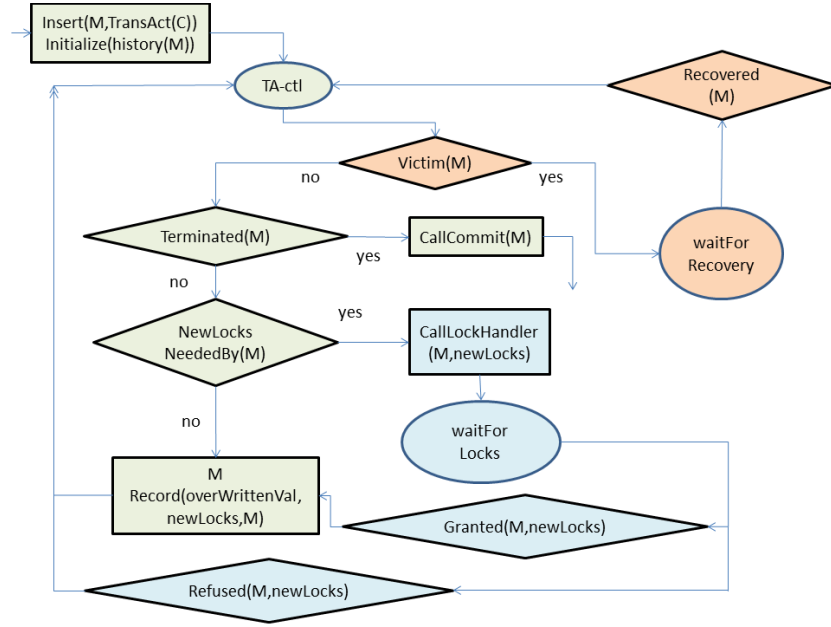 Insert(M,TransAct(C))
Initialize(history(M))
TA-ctl
Recovered
(M)
Victim(M)
no
yes
Terminated(M)
yes
CallCommit(M)
waitFor
Recovery
no
NewLocks
NeededBy(M)
yes
CallLockHandler
(M,newLocks)
no
waitFor
Locks
M
Record(overWrittenVal,
newLocks,M)
Granted(M,newLocks)
Refused(M,newLocks)